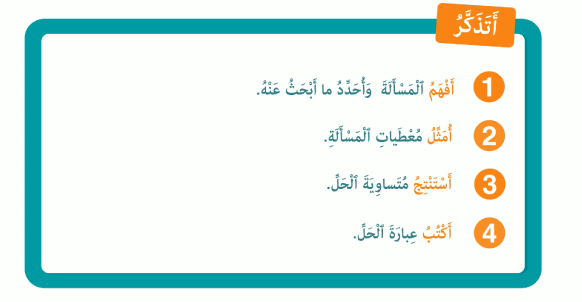 أَتَذَكَّرُ
1 أَفْهَمُ ٱلْمَسْأَلَةَ وَأُحَدِّدُ ما أَبْحَثُ عَنْهُ.
2 أُمَثِّلُ مُعْطَياتِ ٱلْمَسْأَلَةِ.
3 أَسْتَنْتِجُ مُتَساوِيَةَ ٱلْحَلِّ.
4 أَكْتُبُ عِبارَةَ ٱلْحَلِّ.